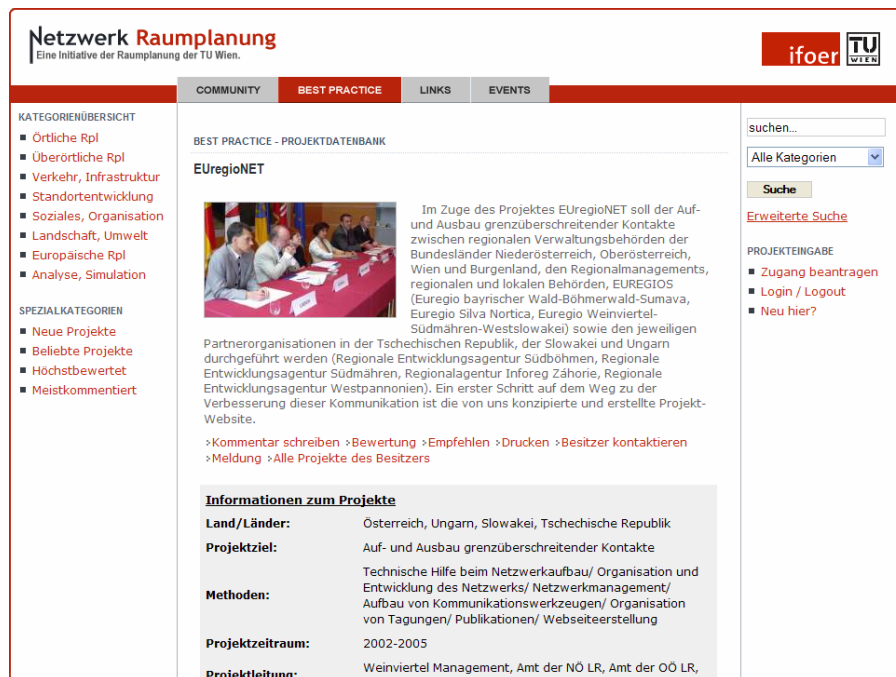 Netzwerk Raumplanung
Eine Initiative der Raumplanung der TU Wien.
ifoer
TU
WIEN
COMMUNITY
BEST PRACTICE
LINKS
EVENTS
KATEGORIENÜBERSICHT
Örtliche Rpl
Überörtliche Rpl
Verkehr, Infrastruktur
Standortentwicklung
Soziales, Organisation
Landschaft, Umwelt
Europäische Rpl
Analyse, Simulation
SPEZIALKATEGORIEN
Neue Projekte
Beliebte Projekte
Höchstbewertet
Meistkommentiert
BEST PRACTICE - PROJEKTDATENBANK
EUregioNET
Im Zuge des Projektes EUregioNET soll der Auf-
und Ausbau grenzüberschreitender Kontakte
zwischen regionalen Verwaltungsbehörden der
Bundesländer Niederösterreich, Oberösterreich,
Wien und Burgenland, den Regionalmanagements,
regionalen und lokalen Behörden, EUREGIOS
(Euregio bayrischer Wald-Böhmerwald-Sumava,
Euregio Silva Nortica, Euregio Weinviertel-
Südmähren-Westslowakei) sowie den jeweiligen
Partnerorganisationen in der Tschechischen Republik, der Slowakei und Ungarn
durchgeführt werden (Regionale Entwicklungsagentur Südböhmen, Regionale
Entwicklungsagentur Südmähren, Regionalagentur Inforeg Záhorie, Regionale
Entwicklungsagentur Westpannonien). Ein erster Schritt auf dem Weg zu der
Verbesserung dieser Kommunikation ist die von uns konzipierte und erstellte Projekt-
Website.
›Kommentar schreiben ›Bewertung ›Empfehlen ›Drucken ›Besitzer kontaktieren
›Meldung ›Alle Projekte des Besitzers
Informationen zum Projekte
Land/Länder: Österreich, Ungarn, Slowakei, Tschechische Republik
Projektziel: Auf- und Ausbau grenzüberschreitender Kontakte
Methoden: Technische Hilfe beim Netzwerkaufbau/ Organisation und
Entwicklung des Netzwerks/ Netzwerkmanagement/
Aufbau von Kommunikationswerkzeugen/ Organisation
von Tagungen/ Publikationen/ Webseiteerstellung
Projektzeitraum: 2002-2005
Projektleitung: Weinviertel Management, Amt der NÖ LR, Amt der OÖ LR,
suchen...
Alle Kategorien
Suche
Erweiterte Suche
PROJEKTEINGABE
Zugang beantragen
Login / Logout
Neu hier?